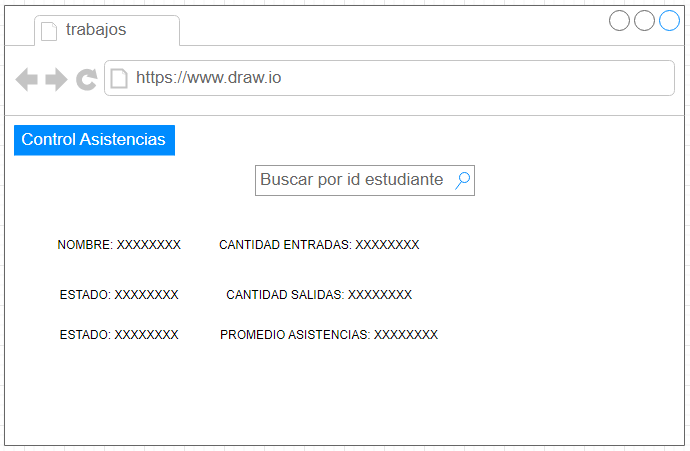 trabajos
https://www.draw.io
Control Asistencias
Buscar por id estudiante
NOMBRE: XXXXXXXX CANTIDAD ENTRADAS: XXXXXXXX
ESTADO: XXXXXXXX CANTIDAD SALIDAS: XXXXXXXX
ESTADO: XXXXXXXX PROMEDIO ASISTENCIAS: XXXXXXXX